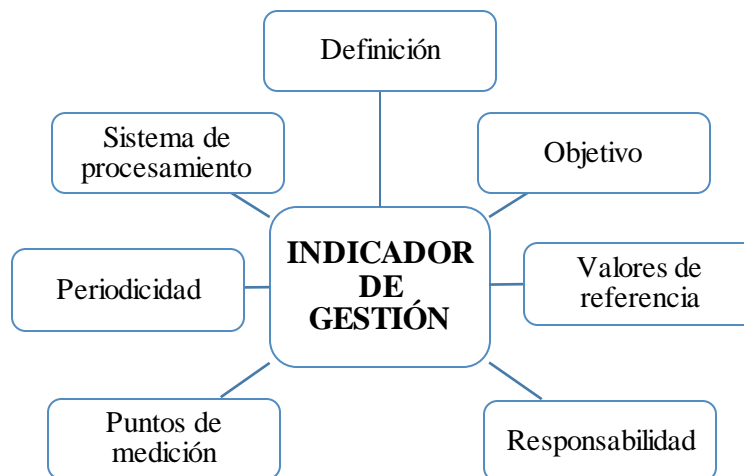 Definición
Sistema de
procesamiento
Objetivo
INDICADOR
DE
GESTIÓN
Periodicidad
Valores de
referencia
Puntos de
medición
Responsabilidad